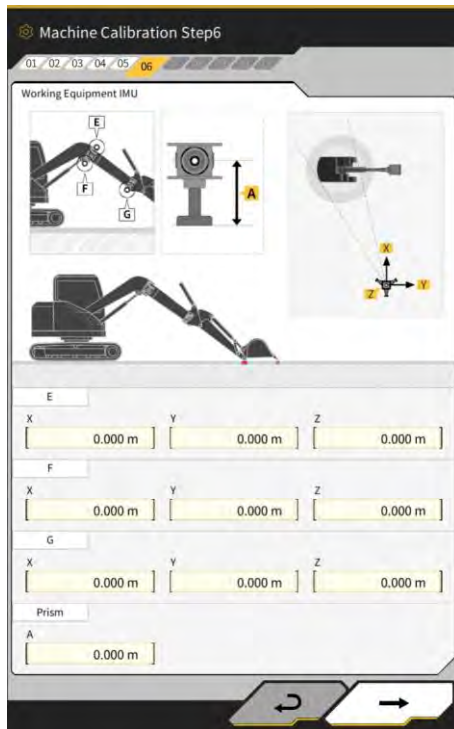 Machine Calibration Step6
01 02 03 04 05 06
Working Equipment IMU
E
F
G
A
X
Z Y
E
X Y Z
0.000 m 0.000 m 0.000 m
F
X Y Z
0.000 m 0.000 m 0.000 m
G
X Y Z
0.000 m 0.000 m 0.000 m
Prism
A
0.000 m